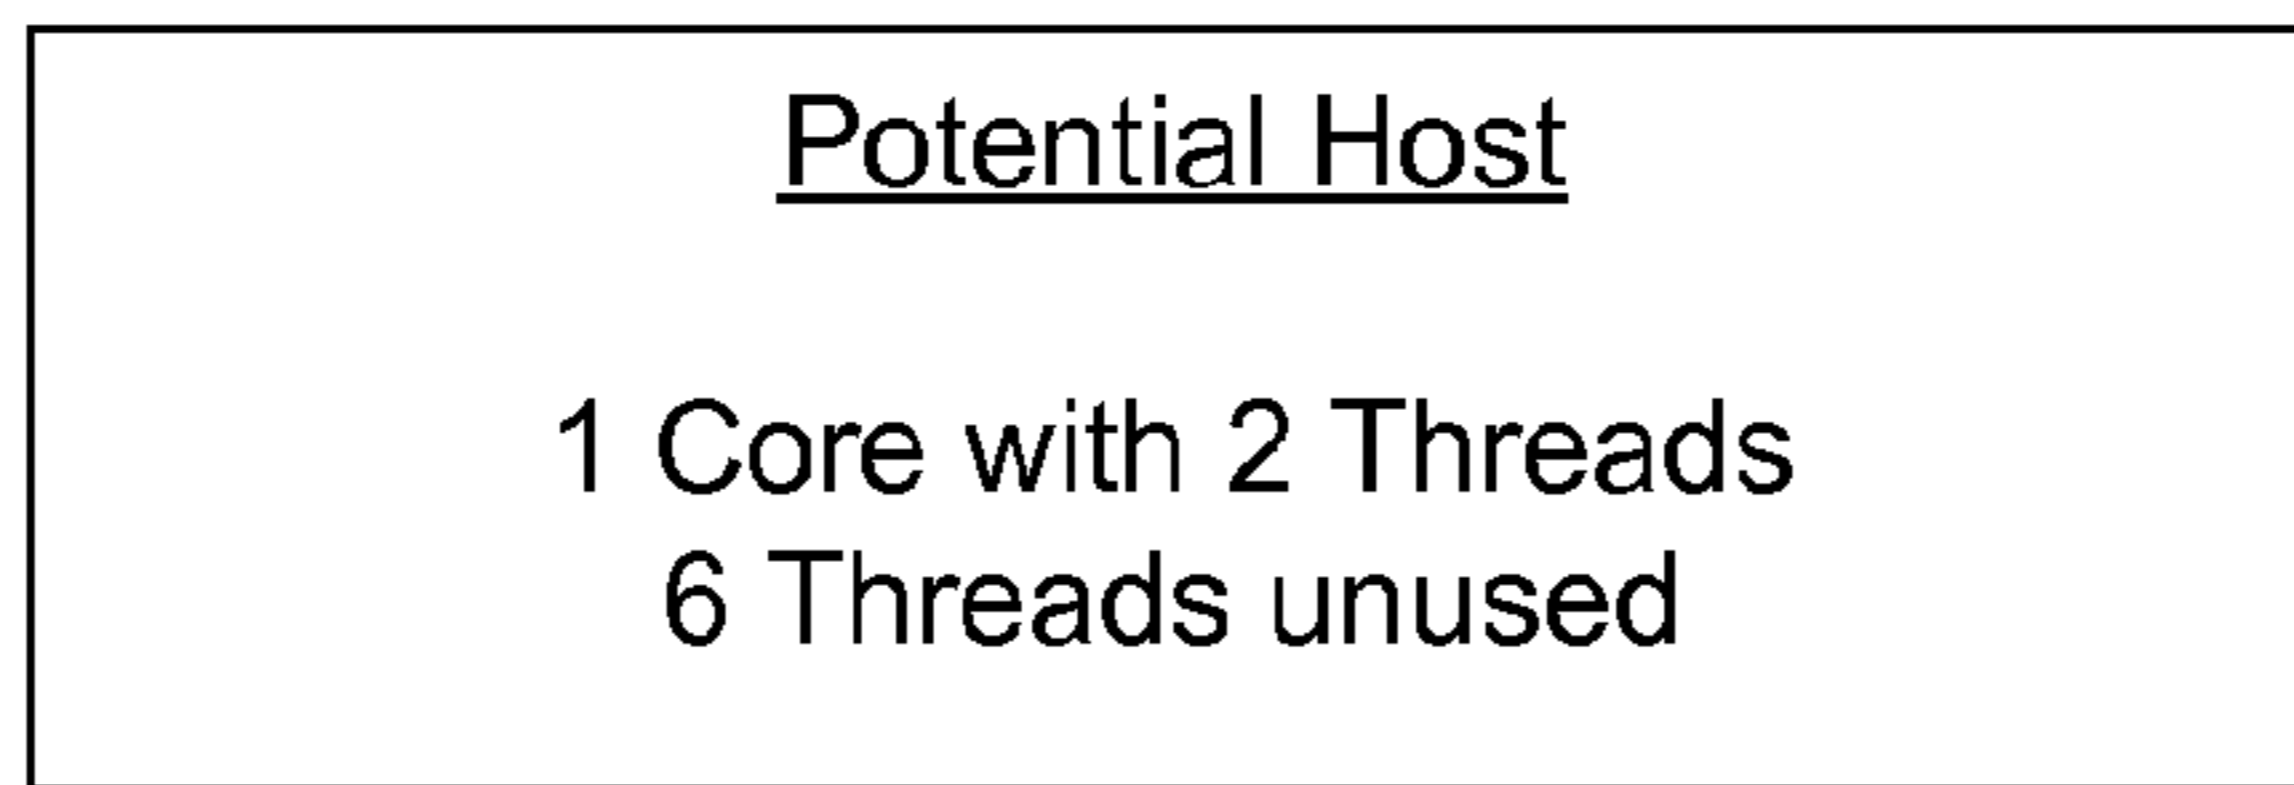 Potential Host
1 Core with 2 Threads
6 Threads unused